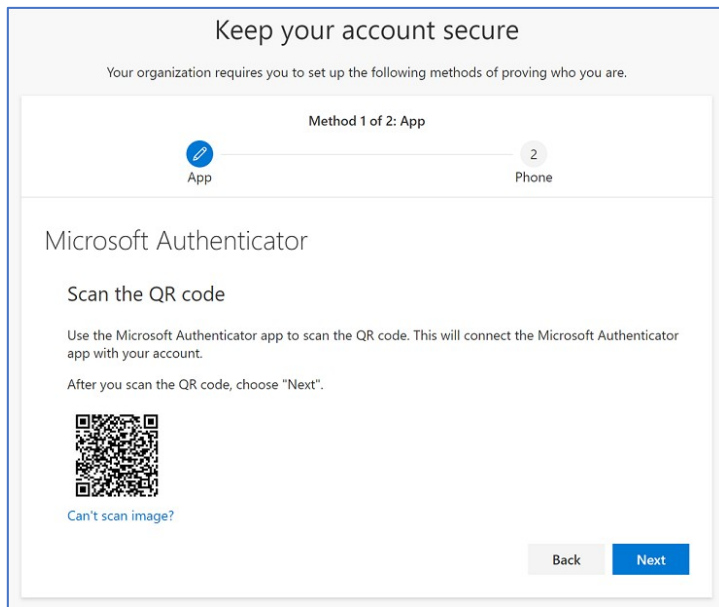 Keep your account secure
Your organization requires you to set up the following methods of proving who you are.
Method 1 of 2: App
2
App
Phone
Microsoft Authenticator
Scan the QR code
Use the Microsoft Authenticator app to scan the QR code. This will connect the Microsoft Authenticator
app with your account.
After you scan the QR code, choose "Next".
Can't scan image?
Back
Next